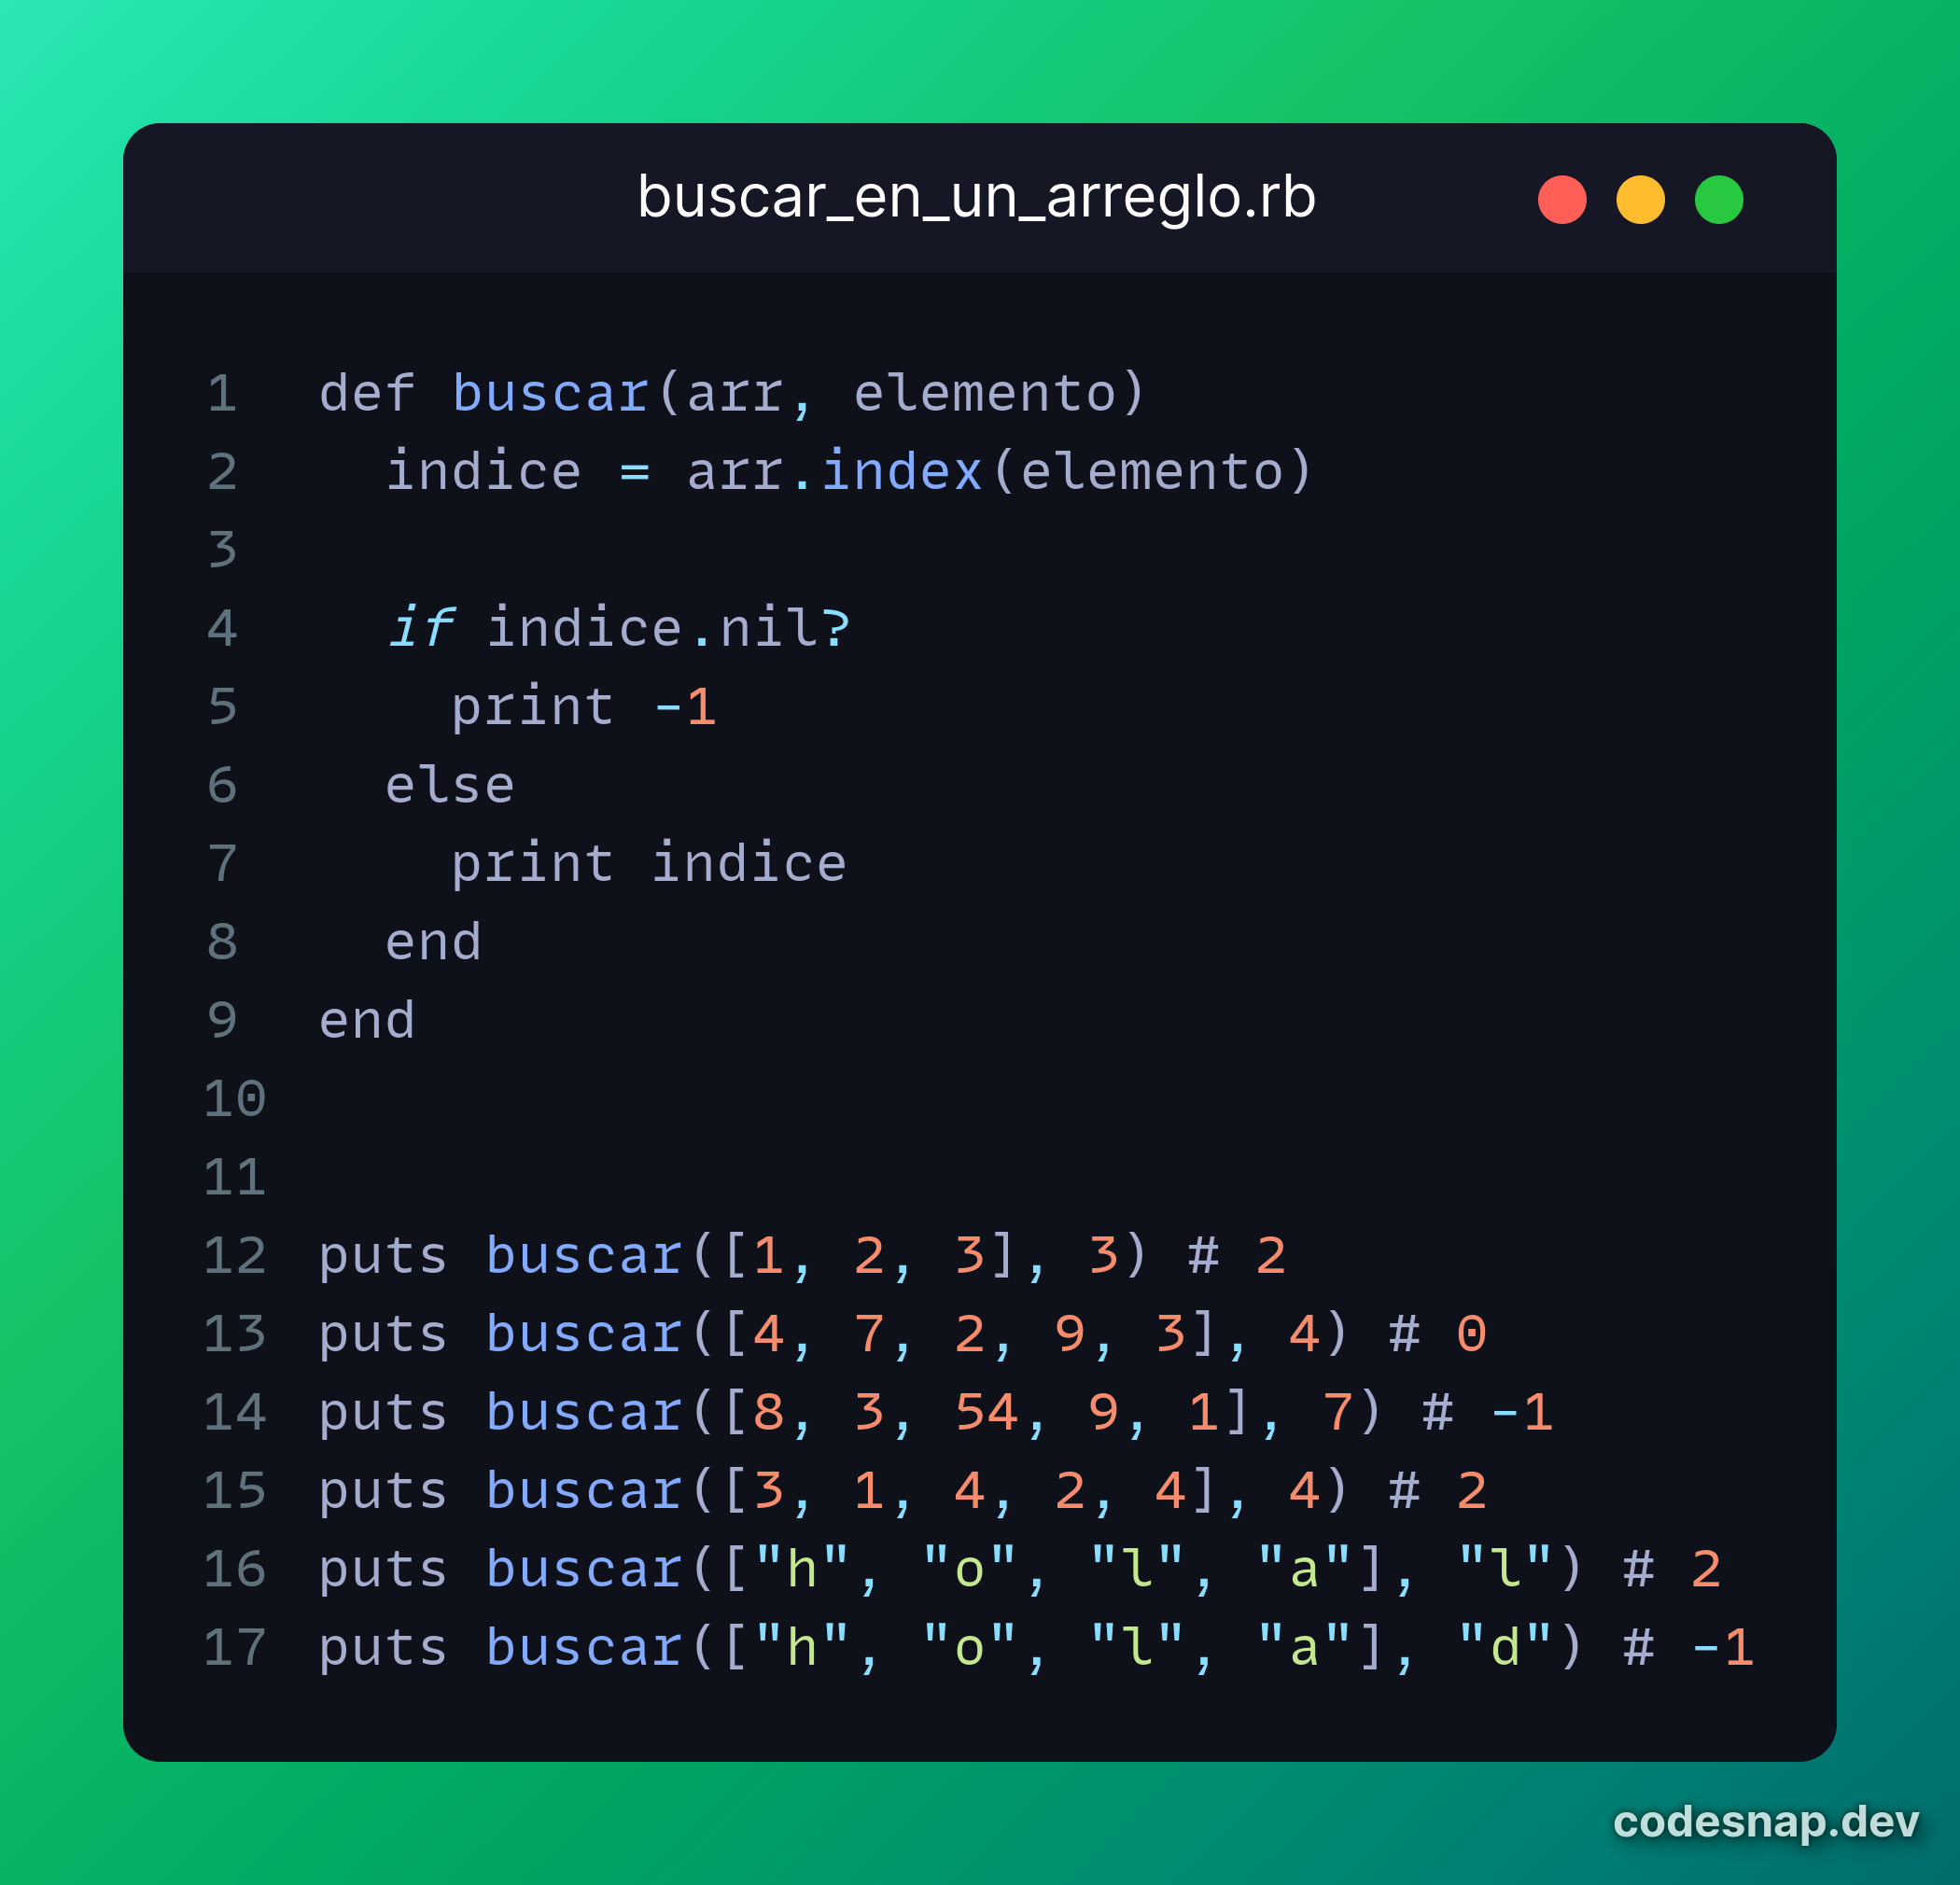 buscar_en_un_arreglo.rb
1 def buscar(arr, elemento)
2   indice = arr.index(elemento)
3
4   if indice.nil?
5     print -1
6   else
7     print indice
8   end
9 end
10
11
12 puts buscar([1, 2, 3], 3) # 2
13 puts buscar([4, 7, 2, 9, 3], 4) # 0
14 puts buscar([8, 3, 54, 9, 1], 7) # -1
15 puts buscar([3, 1, 4, 2, 4], 4) # 2
16 puts buscar(["h", "o", "l", "a"], "l") # 2
17 puts buscar(["h", "o", "l", "a"], "d") # -1
codesnap.dev